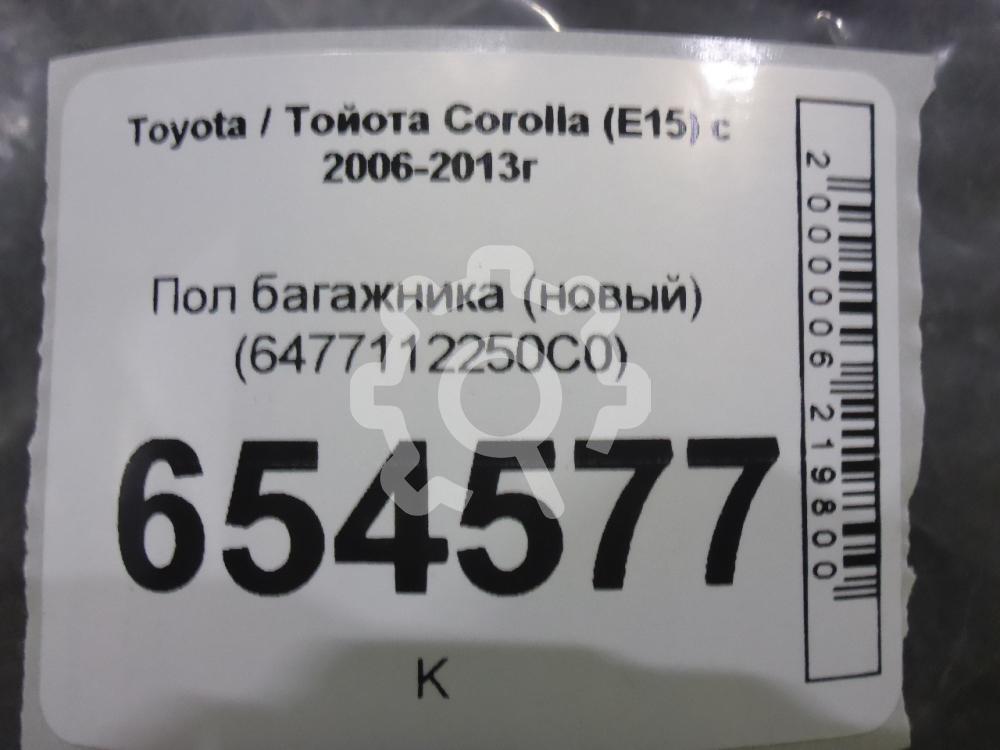 Toyota / Тойота Corolla (E15) с
2006-2013г
Пол багажника (новый)
(6477112250C0)
654577
К
2000006219800